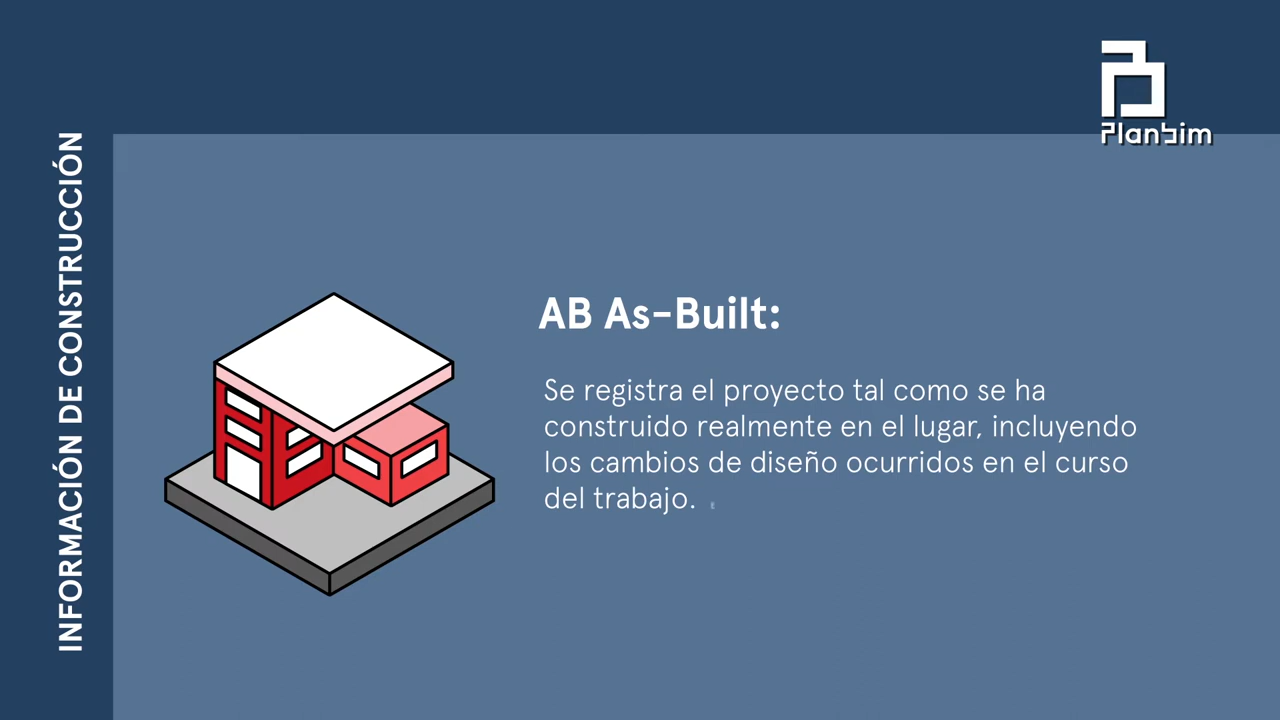 PlanBim
INFORMACIÓN DE CONSTRUCCIÓN
AB As-Built:
Se registra el proyecto tal como se ha
construido realmente en el lugar, incluyendo
los cambios de diseño ocurridos en el curso
del trabajo.